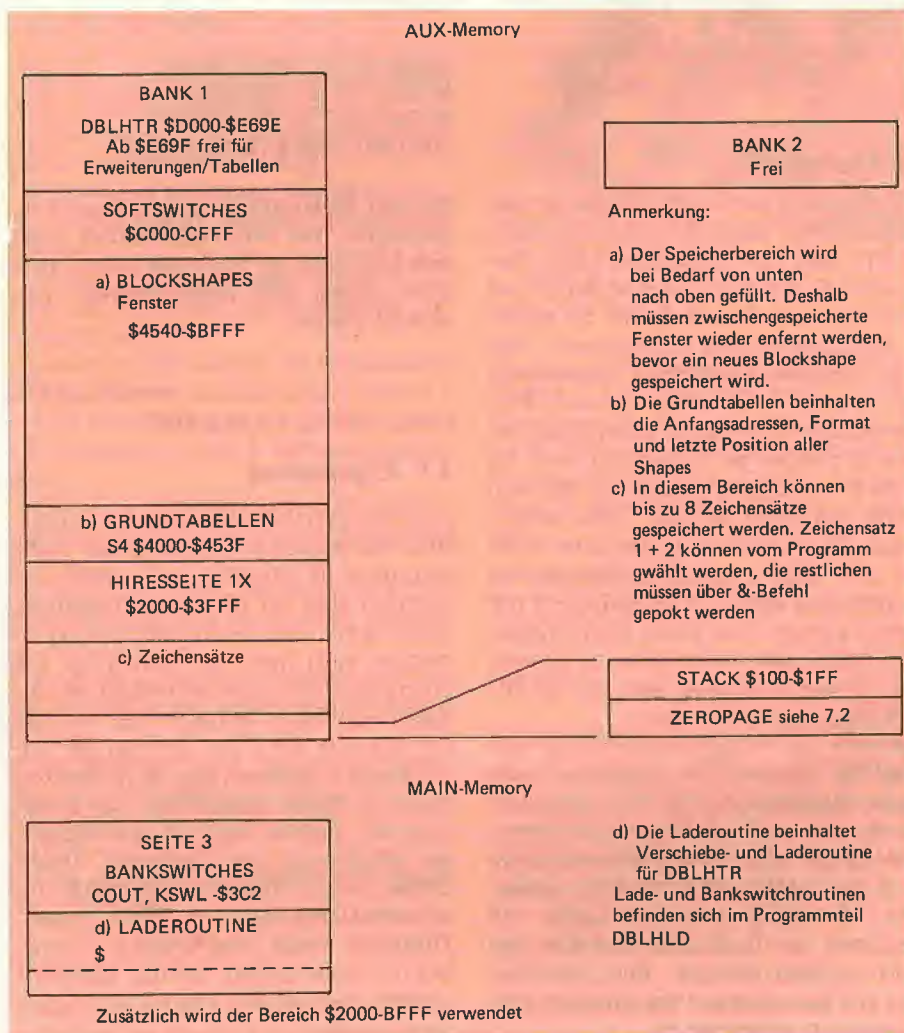 AUX-Memory
BANK 1
DBLHTR $D000-$E69E
Ab $E69F frei für
Erweiterungen/Tabellen
SOFTSWITCHES
$C000-CFFF
a) BLOCKSHAPES
Fenster
$4540-$BFFF
b) GRUNDTABELLEN
S4 $4000-$453F
HIRESSEITE 1X
$2000-$3FFF
c) Zeichensätze
BANK 2
Frei
Anmerkung:
a) Der Speicherbereich wird
bei Bedarf von unten
nach oben gefüllt. Deshalb
müssen zwischengespeicherte
Fenster wieder enfernt werden,
bevor ein neues Blockshape
gespeichert wird.
b) Die Grundtabellen beinhalten
die Anfangsadressen, Format
und letzte Position aller
Shapes
c) In diesem Bereich können
bis zu 8 Zeichensätze
gespeichert werden. Zeichensatz
1 + 2 können vom Programm
gwählt werden, die restlichen
müssen über &-Befehl
gepokt werden
STACK $100-$1FF
ZEROPAGE siehe 7.2
MAIN-Memory
SEITE 3
BANKSWITCHES
COUT, KSWL -$3C2
d) LADEROUTINE
$
d) Die Laderoutine beinhaltet
Verschiebe- und Laderoutine
für DBLHTR
Lade- und Bankswitchroutinen
befinden sich im Programmteil
DBLHLD
Zusätzlich wird der Bereich $2000-BFFF verwendet